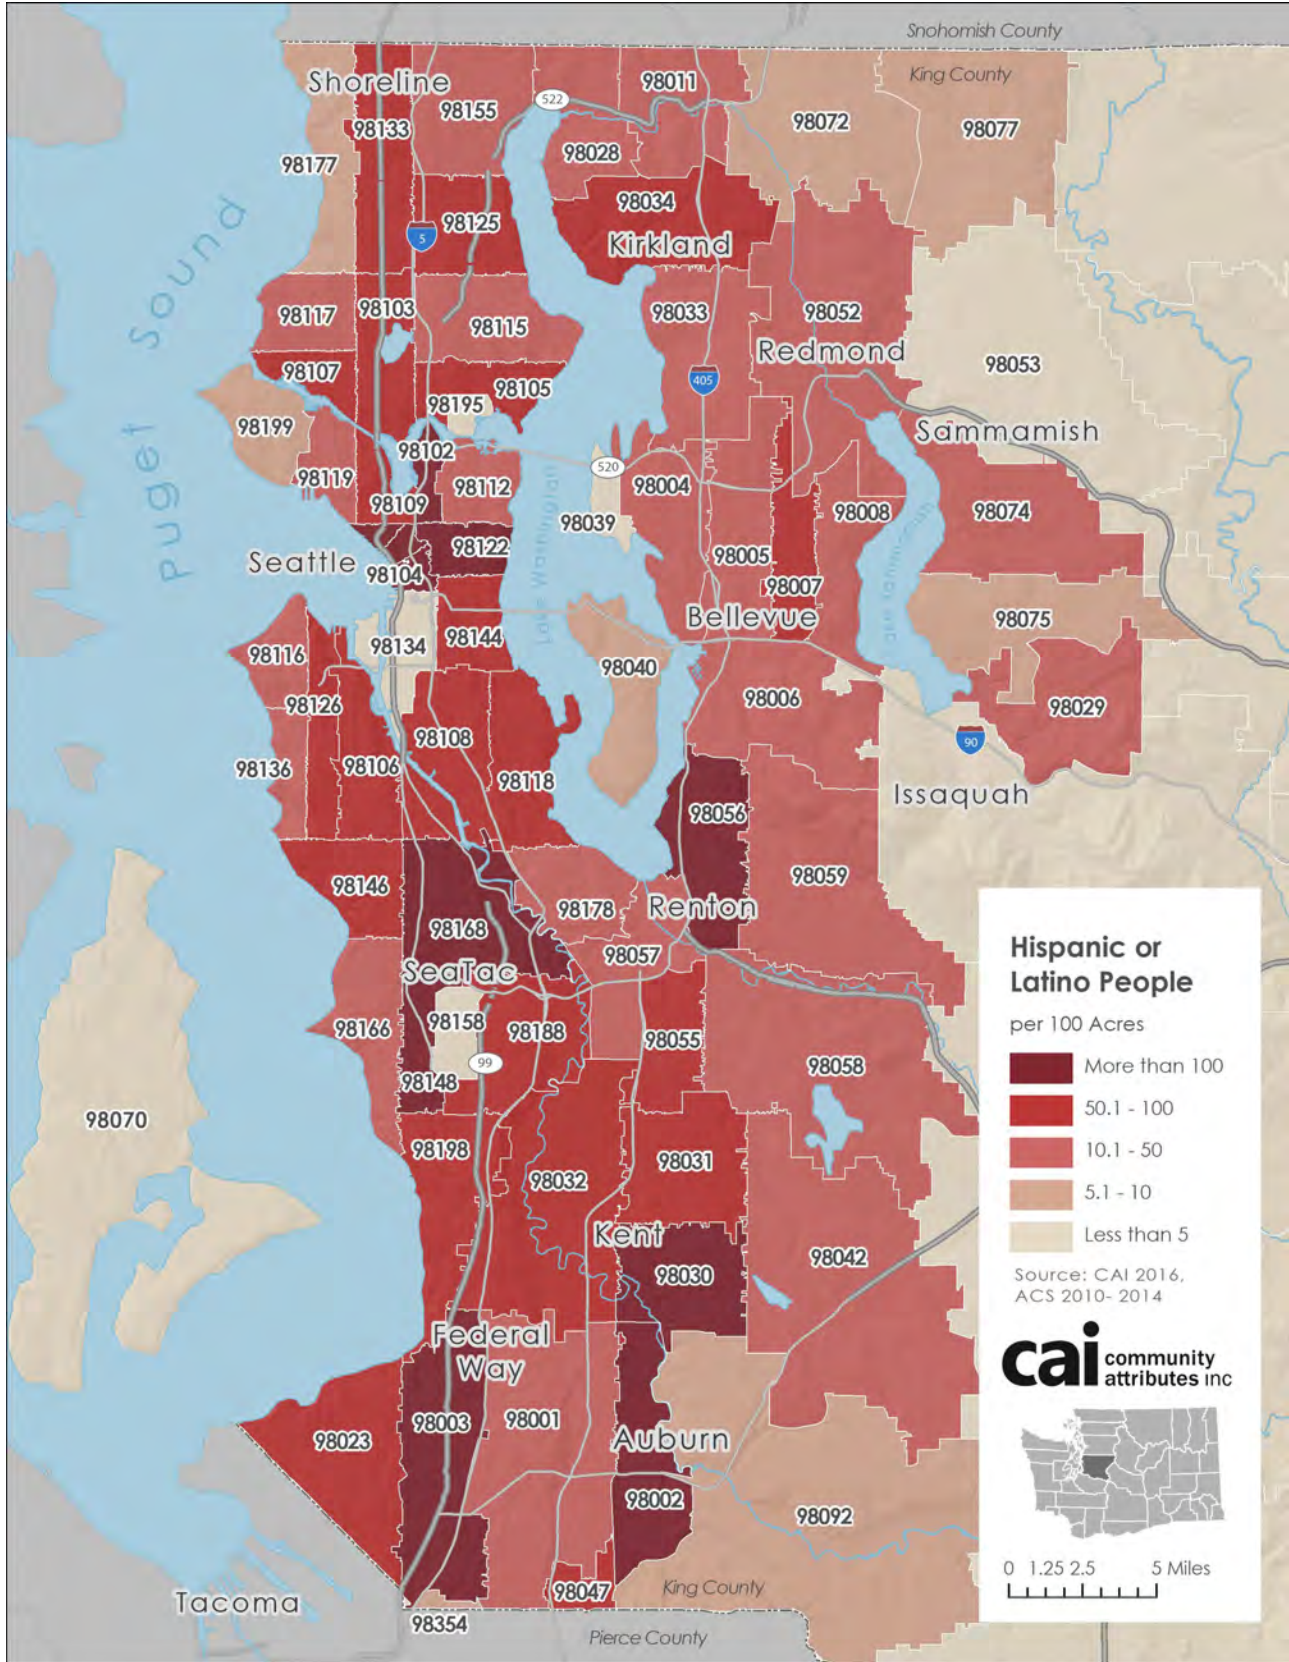 Snohomish County
King County
Shoreline
98011
98155
522
98133
98072
98077
98028
98177
98034
98125
5
Kirkland
Puget Sound
98117
98103
98115
98033
98052
Redmond
98053
98107
98105
405
98195
98199
Sammamish
98102
520
98119
98112
98004
98109
98039
98008
98074
Lake Washington
Lake Sammamish
98122
98005
Seattle
98104
98007
Bellevue
98075
98134
98144
98116
98040
98126
98006
98029
98108
90
98136
98106
98118
Issaquah
98056
98059
98146
98178
Renton
98168
98057
SeaTac
98158
98166
98188
98055
99
98058
98148
98070
98198
98031
98032
Kent
98042
98030
Federal
Way
98003
98001
98023
Auburn
98002
98092
98047
King County
Tacoma
98354
Pierce County
Hispanic or
Latino People
per 100 Acres
More than 100
50.1 - 100
10.1 - 50
5.1 - 10
Less than 5
Source: CAI 2016,
ACS 2010- 2014
cai community
attributes inc
0 1.25 2.5 5 Miles